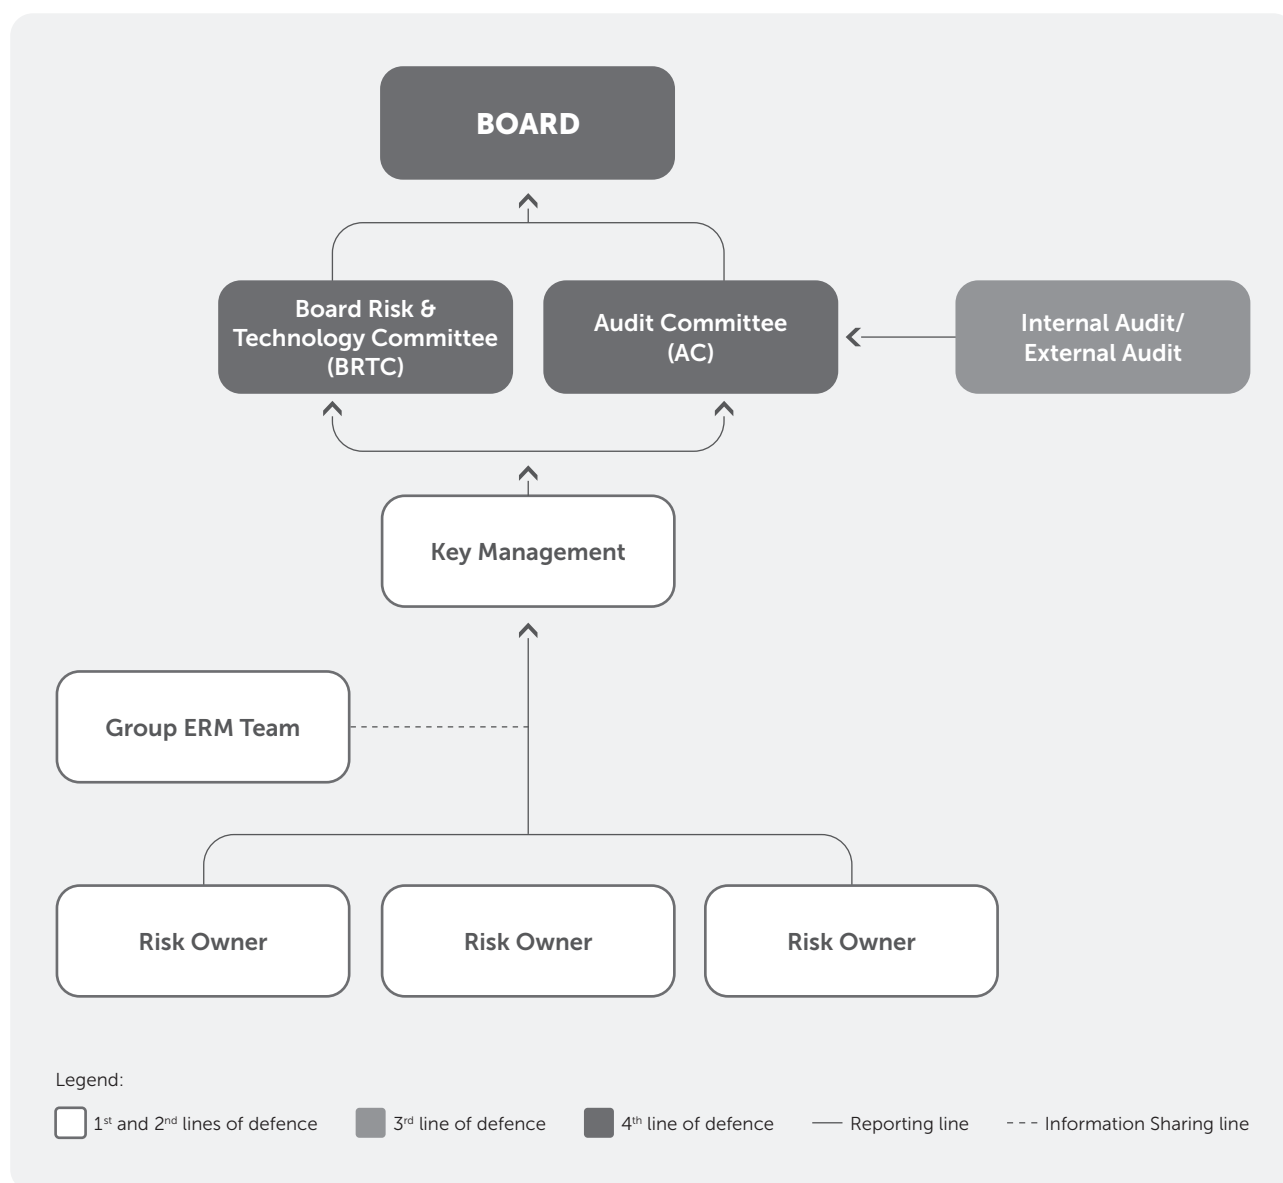 BOARD
Board Risk &
Technology Committee
(BRTC)
Audit Committee
(AC)
Internal Audit/
External Audit
Key Management
Group ERM Team
Risk Owner
Risk Owner
Risk Owner
Legend:
1st and 2nd lines of defence
3rd line of defence
4th line of defence
Reporting line
Information Sharing line